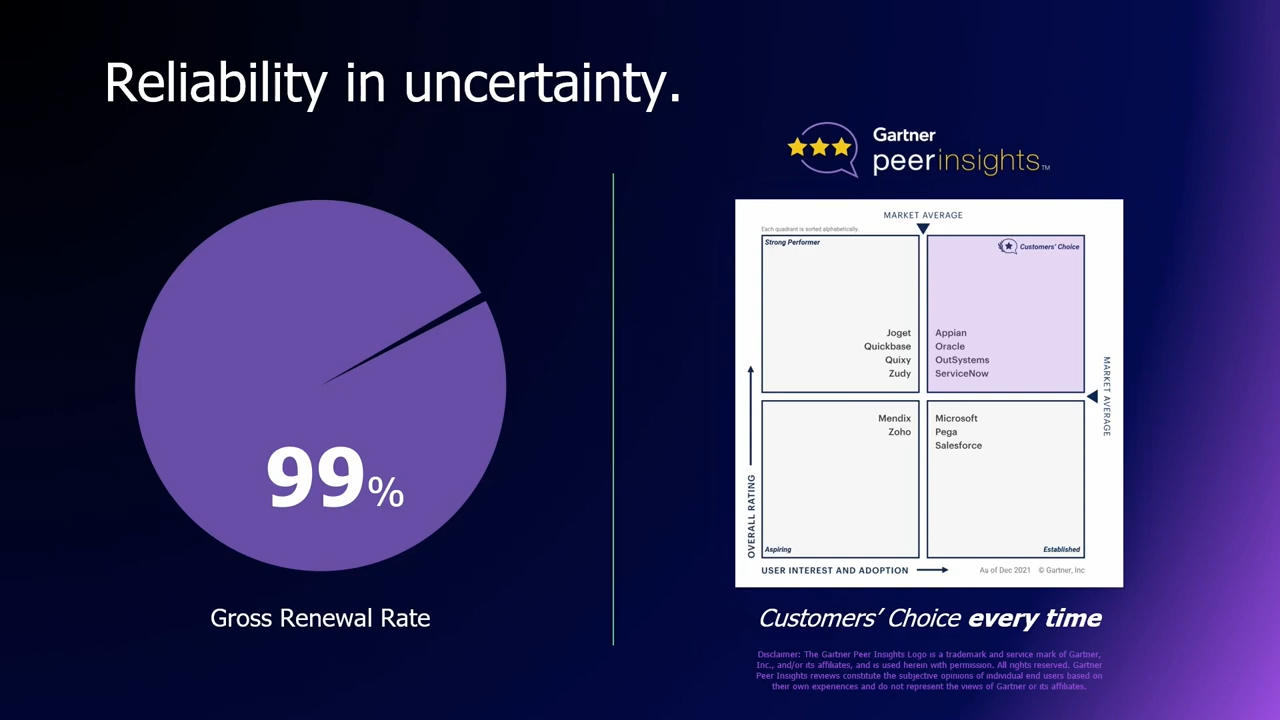 Reliability in uncertainty.
99%
Gross Renewal Rate
Gartner
peerinsights™
MARKET AVERAGE
Each quadrant is sorted alphabetically.
Strong Performer
Customers' Choice
Joget
Quickbase
Quixy
Zudy
Appian
Oracle
OutSystems
ServiceNow
MARKET AVERAGE
Mendix
Zoho
Microsoft
Pega
Salesforce
OVERALL RATING
Aspiring
Established
USER INTEREST AND ADOPTION
As of Dec 2021 © Gartner, Inc
Customers' Choice every time
Disclaimer: The Gartner Peer Insights Logo is a trademark and service mark of Gartner,
Inc., and/or its affiliates, and is used herein with permission. All rights reserved. Gartner
Peer Insights reviews constitute the subjective opinions of individual end users based on
their own experiences and do not represent the views of Gartner or its affiliates.